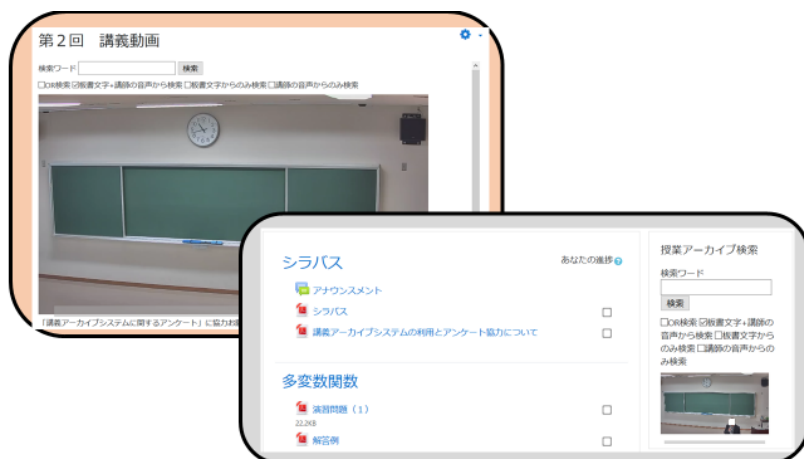 第2回 講義動画
検索ワード 検索
□OR検索☑板書文字+講師の音声から検索□板書文字からのみ検索□講師の音声からのみ検索
「講義アーカイブシステムに関するアンケート」に協力お
シラバス
あなたの進捗
アナウンスメント
シラバス
講義アーカイブシステムの利用とアンケート協力について
多変数関数
演習問題（1）
22.2KB
解答例
授業アーカイブ検索
検索ワード
検索
□OR検索☑板書文字+講師の
音声から検索□板書文字から
のみ検索□講師の音声からの
み検索